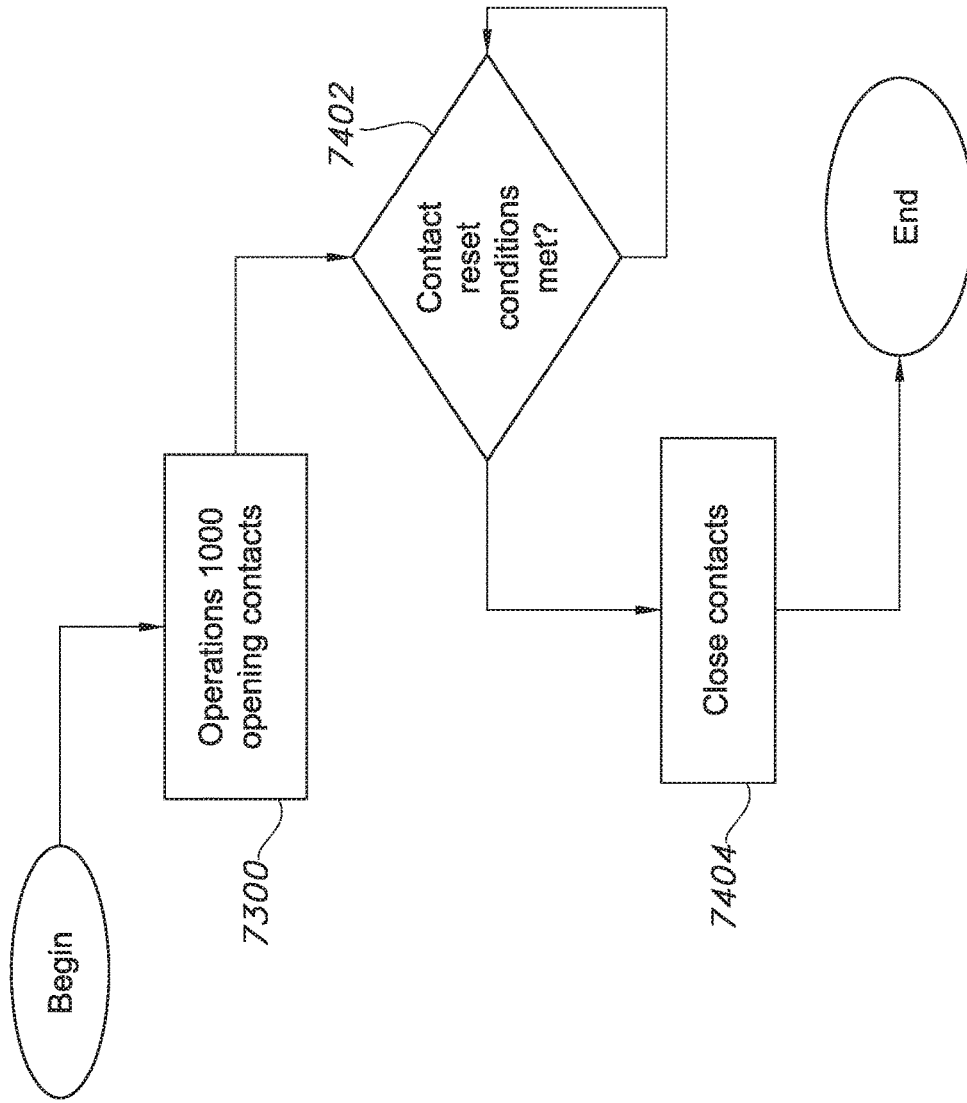 Begin
7300
Operations 1000
opening contacts
7402
Contact
reset
conditions
met?
7404
Close contacts
End